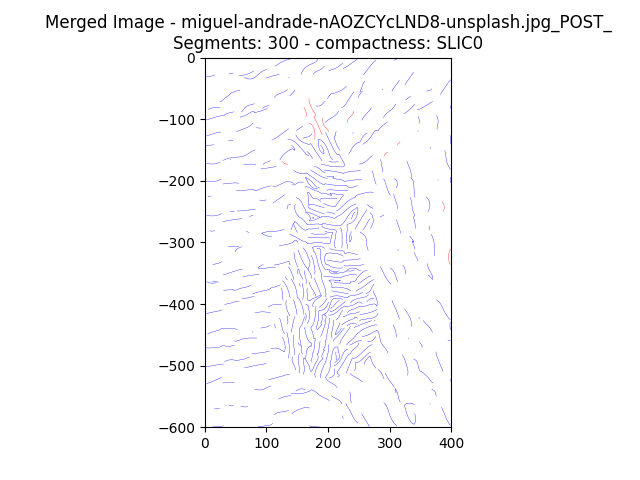 Merged Image - miguel-andrade-nAOZCYcLND8-unsplash.jpg_POST_
Segments: 300 - compactness: SLIC0
0
−100
−200
−300
−400
−500
−600
0 100 200 300 400